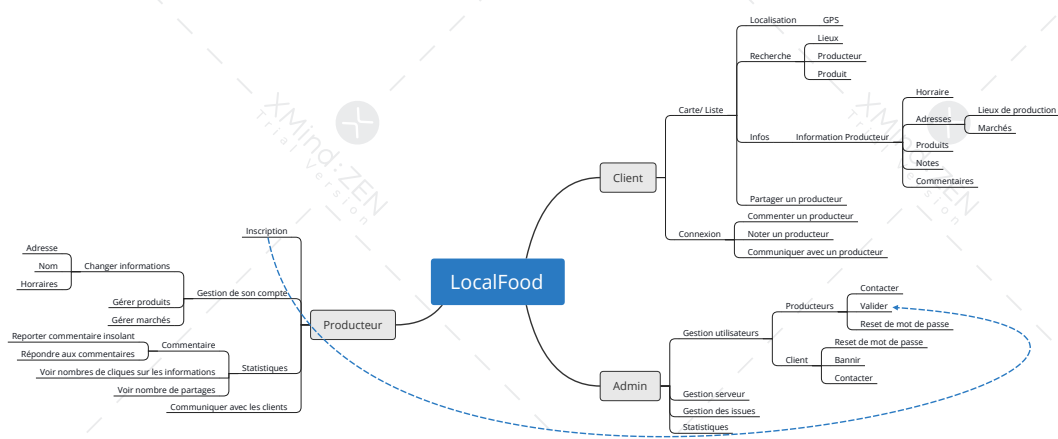 LocalFood
Client
Carte/ Liste
Localisation
GPS
Recherche
Lieux
Producteur
Produit
Infos
Information Producteur
Horraire
Adresses
Lieux de production
Marchés
Produits
Notes
Commentaires
Partager un producteur
Connexion
Commenter un producteur
Noter un producteur
Communiquer avec un producteur
Admin
Gestion utilisateurs
Producteurs
Contacter
Valider
Reset de mot de passe
Client
Reset de mot de passe
Bannir
Contacter
Gestion serveur
Gestion des issues
Statistiques
Producteur
Inscription
Gestion de son compte
Changer informations
Adresse
Nom
Horraires
Gérer produits
Gérer marchés
Statistiques
Commentaire
Reporter commentaire insolant
Répondre aux commentaires
Voir nombres de cliques sur les informations
Voir nombre de partages
Communiquer avec les clients
XMind:ZEN
Trial Version
XMind:ZEN
Trial Version